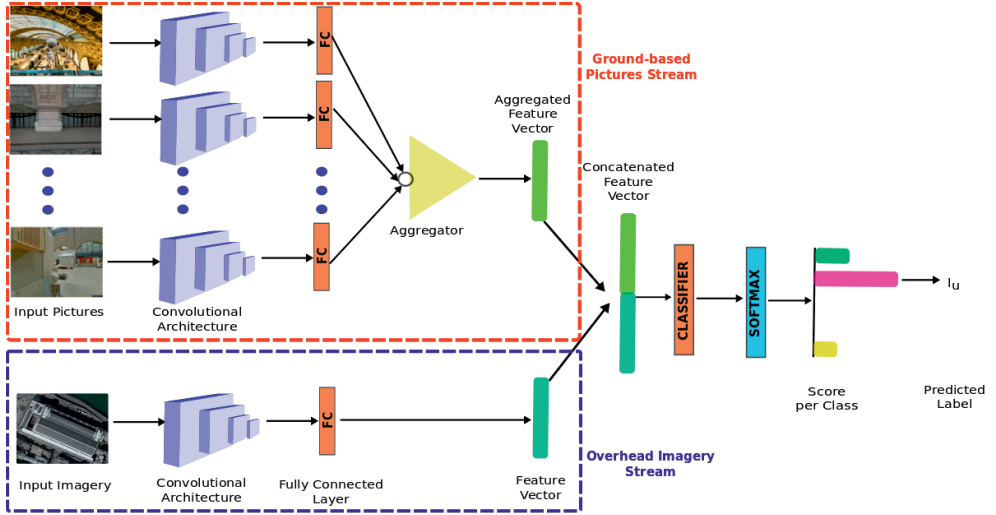 FC
Ground-based
Pictures Stream
FC
Aggregated
Feature
Vector
Concatenated
Feature
Vector
Aggregator
FC
Input Pictures
Convolutional
Architecture
CLASSIFIER
SOFTMAX
lu
Score
per Class
Predicted
Label
FC
Overhead Imagery
Stream
Input Imagery
Convolutional
Architecture
Fully Connected
Layer
Feature
Vector